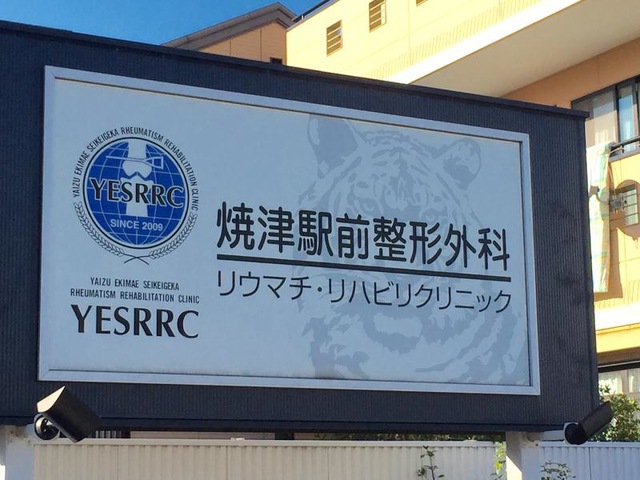 YAIZU EKIMAE SEIKEIGEKA RHEUMATISM REHABILITATION CLINIC
YESRRC
SINCE 2009
焼津駅前整形外科
リウマチ・リハビリクリニック
YAIZU EKIMAE SEIKEIGEKA
RHEUMATISM REHABILITATION CLINIC
YESRRC